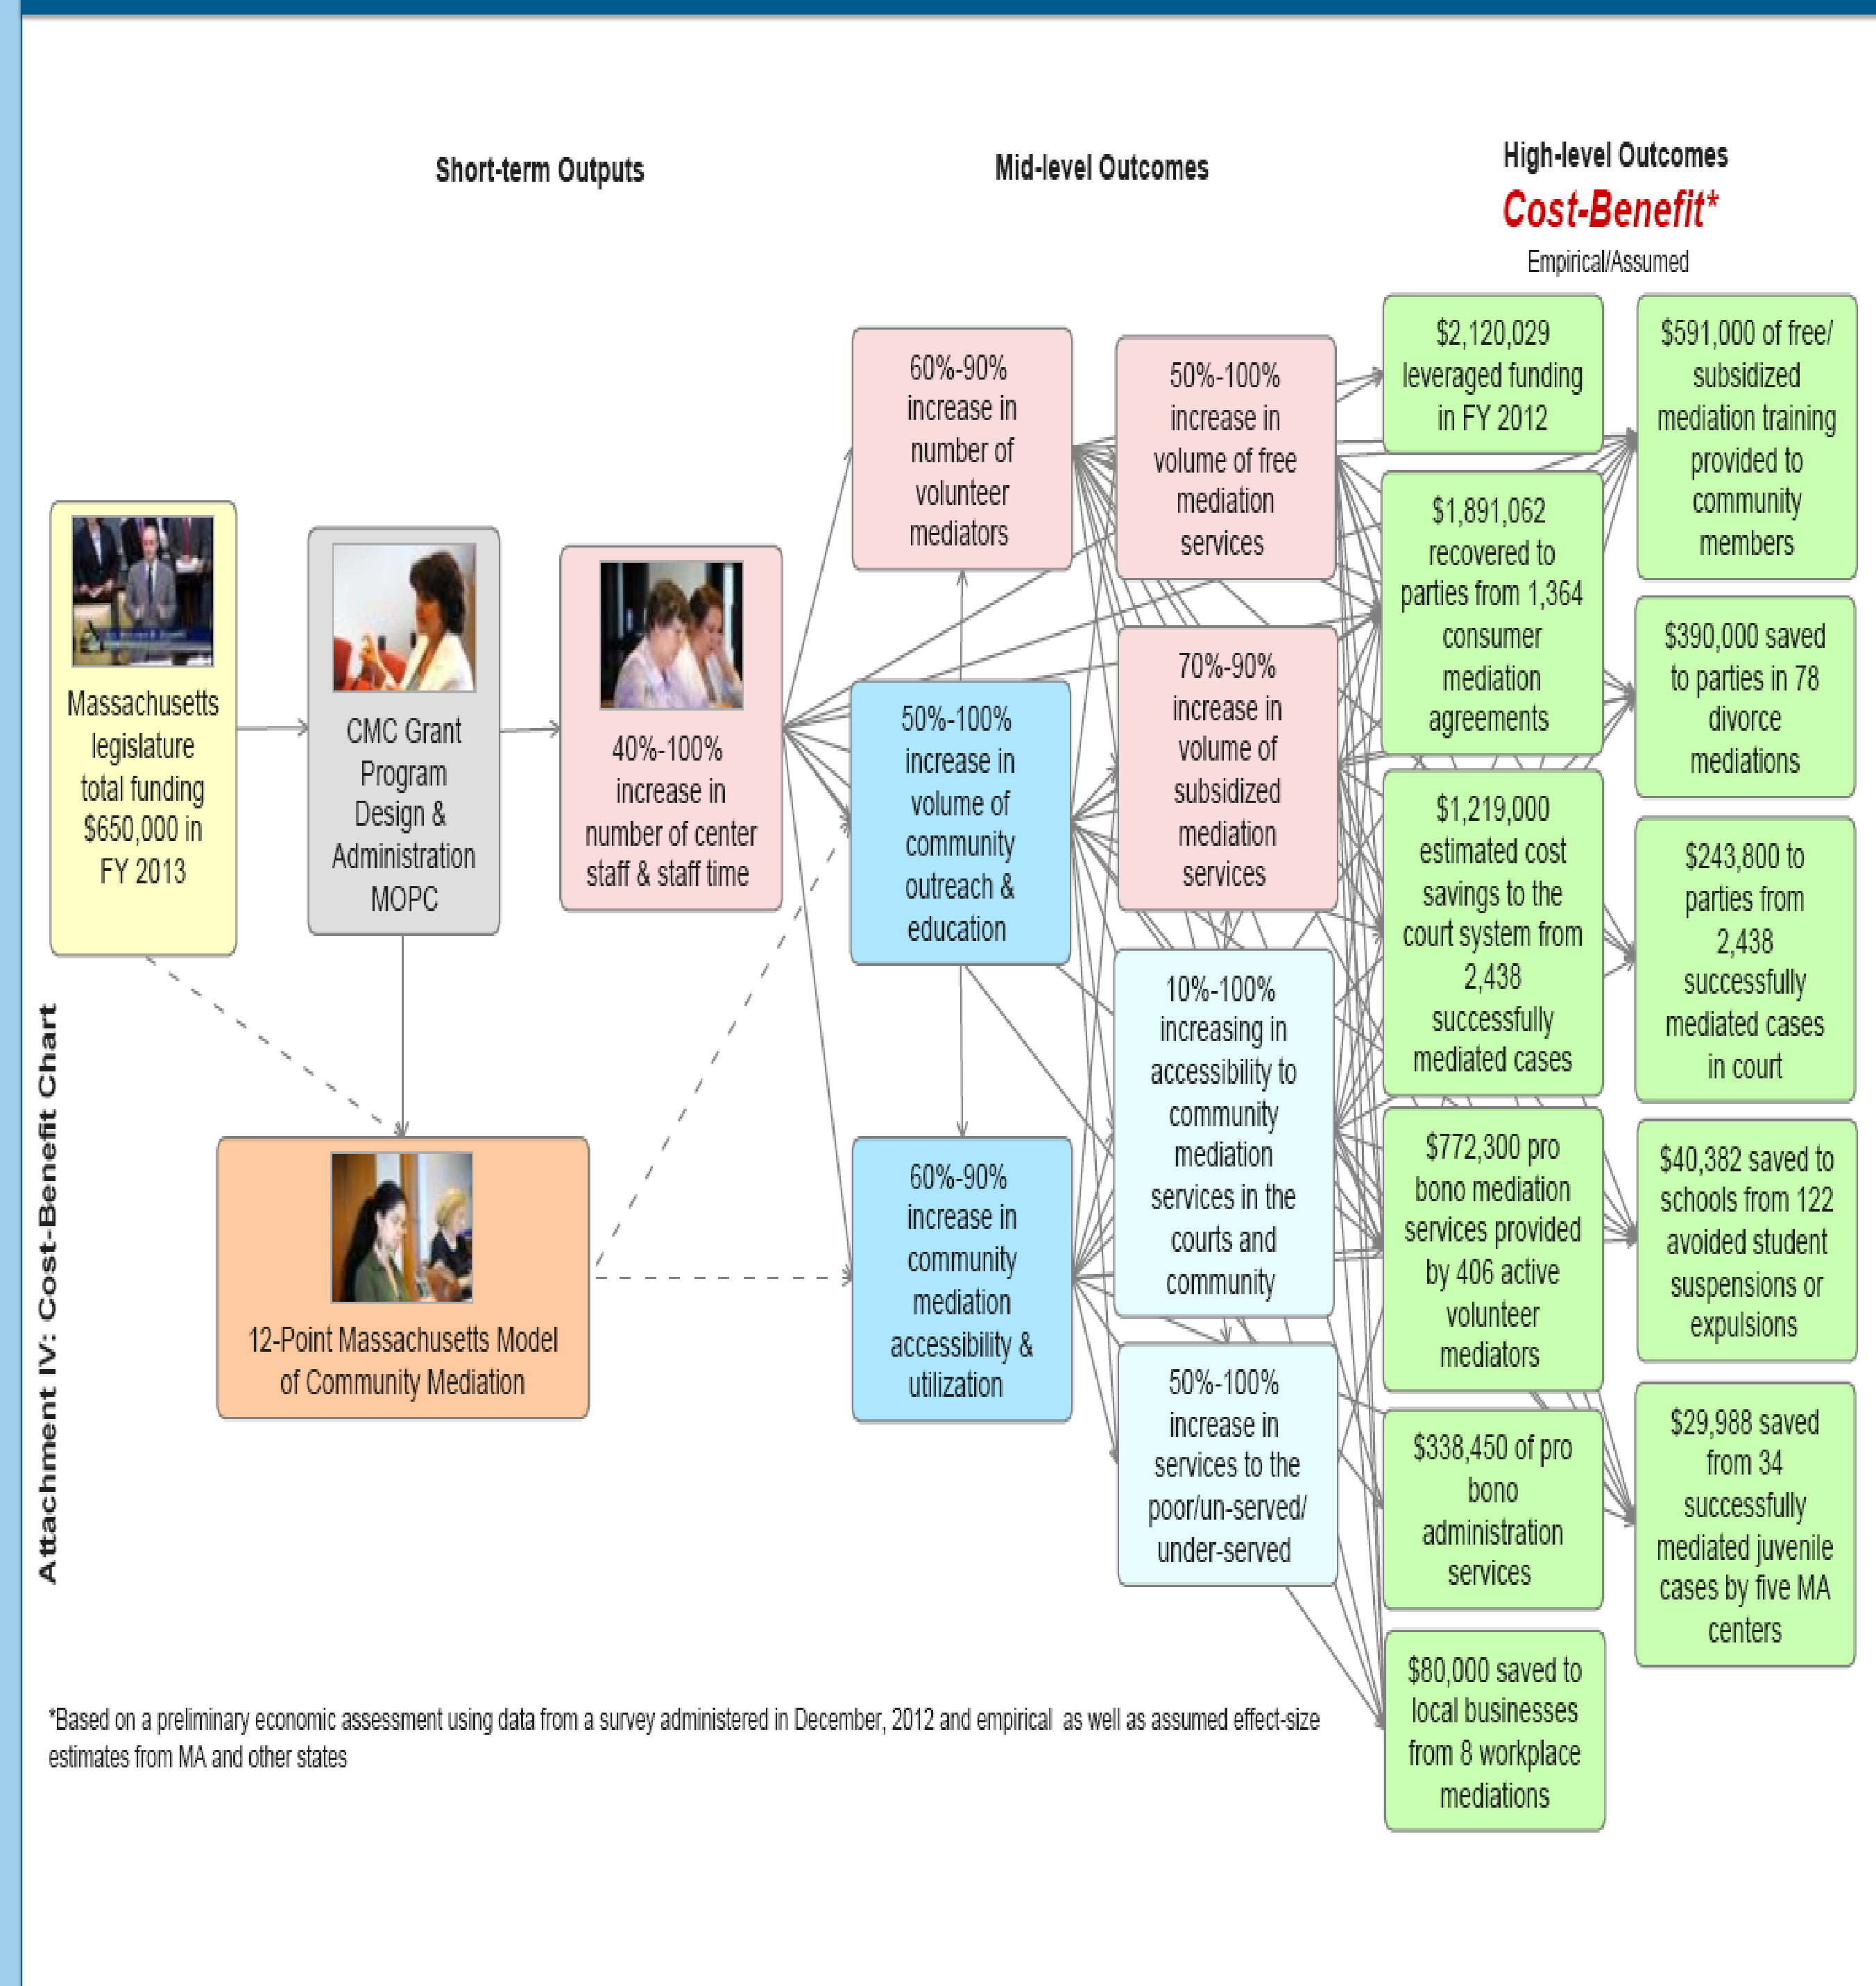 Short-term Outputs
Mid-level Outcomes
High-level Outcomes
Cost-Benefit*
Empirical/Assumed
Massachusetts
legislature
total funding
$650,000 in
FY 2013
CMC Grant
Program
Design &
Administration
MOPC
40%-100%
increase in
number of center
staff & staff time
12-Point Massachusetts Model
of Community Mediation
60%-90%
increase in
number of
volunteer
mediators
50%-100%
increase in
volume of
community
outreach &
education
60%-90%
increase in
community
mediation
accessibility &
utilization
50%-100%
increase in
volume of free
mediation
services
70%-90%
increase in
volume of
subsidized
mediation
services
10%-100%
increasing in
accessibility to
community
mediation
services in the
courts and
community
50%-100%
increase in
services to the
poor/un-served/
under-served
$2,120,029
leveraged funding
in FY 2012
$1,891,062
recovered to
parties from 1,364
consumer
mediation
agreements
$1,219,000
estimated cost
savings to the
court system from
2,438
successfully
mediated cases
$772,300 pro
bono mediation
services provided
by 406 active
volunteer
mediators
$338,450 of pro
bono
administration
services
$80,000 saved to
local businesses
from 8 workplace
mediations
$591,000 of free/
subsidized
mediation training
provided to
community
members
$390,000 saved
to parties in 78
divorce
mediations
$243,800 to
parties from
2,438
successfully
mediated cases
in court
$40,382 saved to
schools from 122
avoided student
suspensions or
expulsions
$29,988 saved
from 34
successfully
mediated juvenile
cases by five MA
centers
Attachment IV: Cost-Benefit Chart
*Based on a preliminary economic assessment using data from a survey administered in December, 2012 and empirical as well as assumed effect-size
estimates from MA and other states